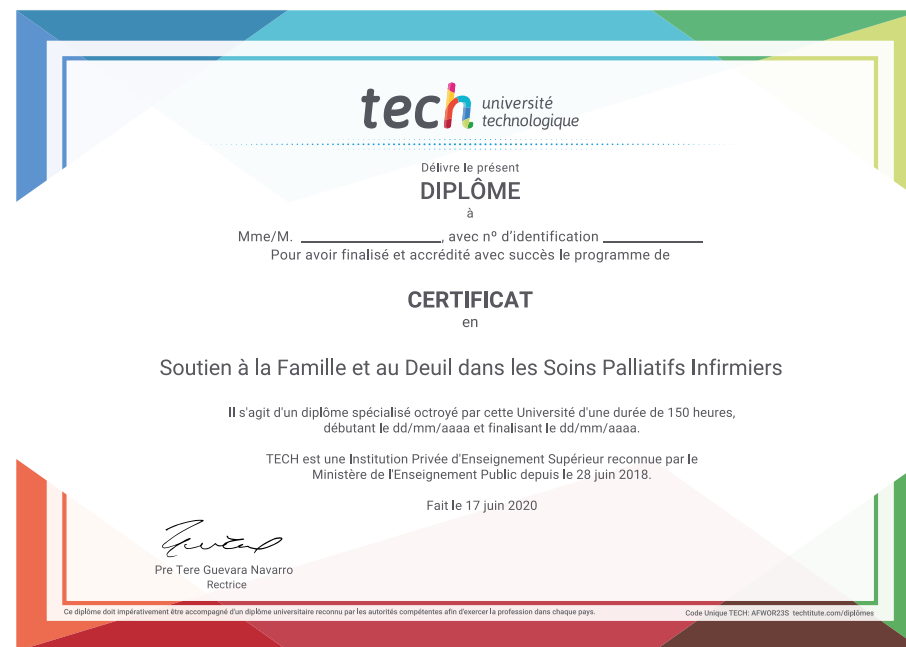 tech université
technologique
Délivre le présent
DIPLÔME
à
Mme/M. ____________________, avec nº d'identification ______________
Pour avoir finalisé et accrédité avec succès le programme de
CERTIFICAT
en
Soutien à la Famille et au Deuil dans les Soins Palliatifs Infirmiers
Il s'agit d'un diplôme spécialisé octroyé par cette Université d'une durée de 150 heures,
débutant le dd/mm/aaaa et finalisant le dd/mm/aaaa.
TECH est une Institution Privée d'Enseignement Supérieur reconnue par le
Ministère de l'Enseignement Public depuis le 28 juin 2018.
Fait le 17 juin 2020
Pre Tere Guevara Navarro
Rectrice
Ce diplôme doit impérativement être accompagné d'un diplôme universitaire reconnu par les autorités compétentes afin d'exercer la profession dans chaque pays.
Code Unique TECH: AFWOR23S techtitute.com/diplômes